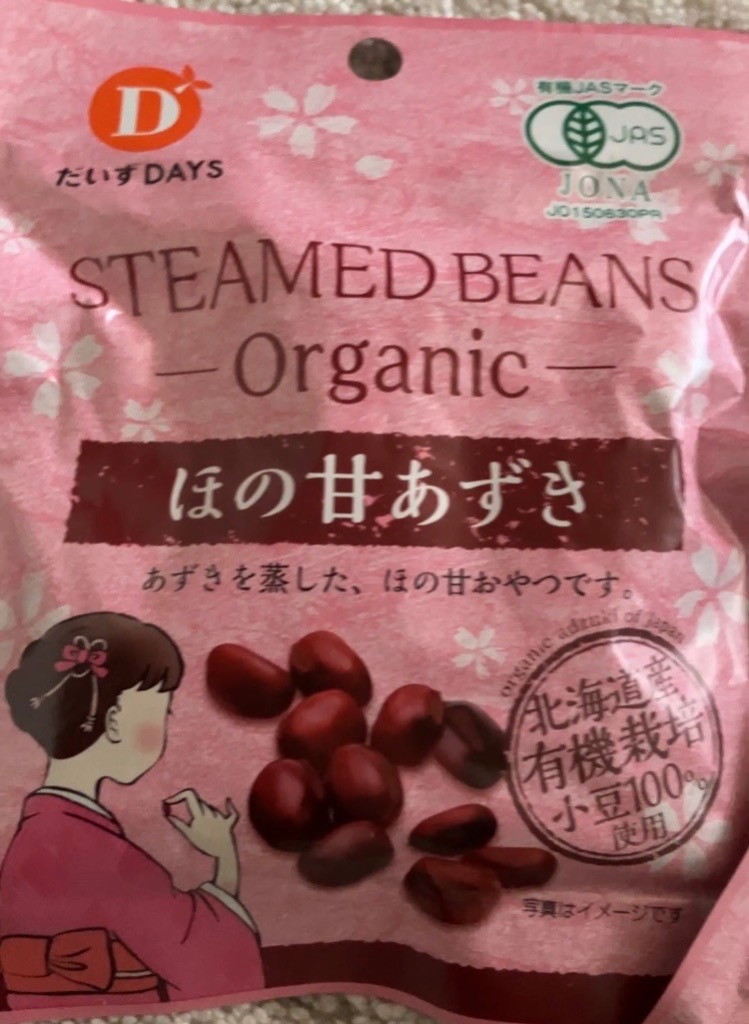 D
だいずDAYS
有機JASマーク
JAS
JONA
JO150630PR
STEAMED BEANS
Organic
ほの甘あずき
あずきを蒸した、ほの甘おやつです。
organic adzuki of japan
北海道産
有機栽培
小豆100%
使用
写真はイメージです